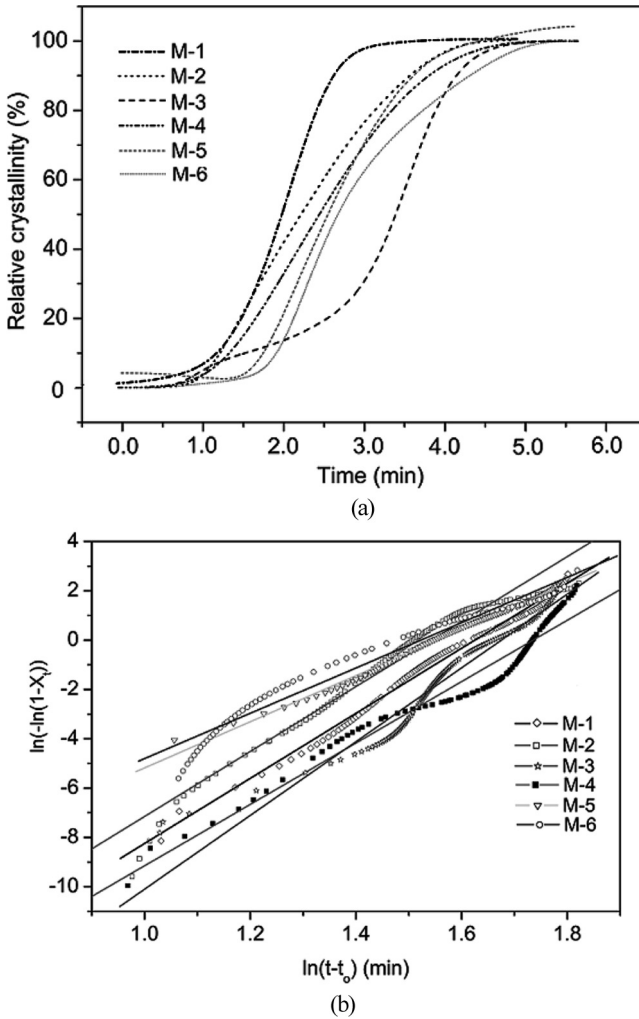 100
80
60
40
20
0
Relative crystallinity (%)
M-1
M-2
M-3
M-4
M-5
M-6
0.0 1.0 2.0 3.0 4.0 5.0 6.0
Time (min)
(a)
4
2
0
-2
-4
-6
-8
-10
ln(-ln(1-Xt))
M-1
M-2
M-3
M-4
M-5
M-6
1.0 1.2 1.4 1.6 1.8
ln(t-to) (min)
(b)